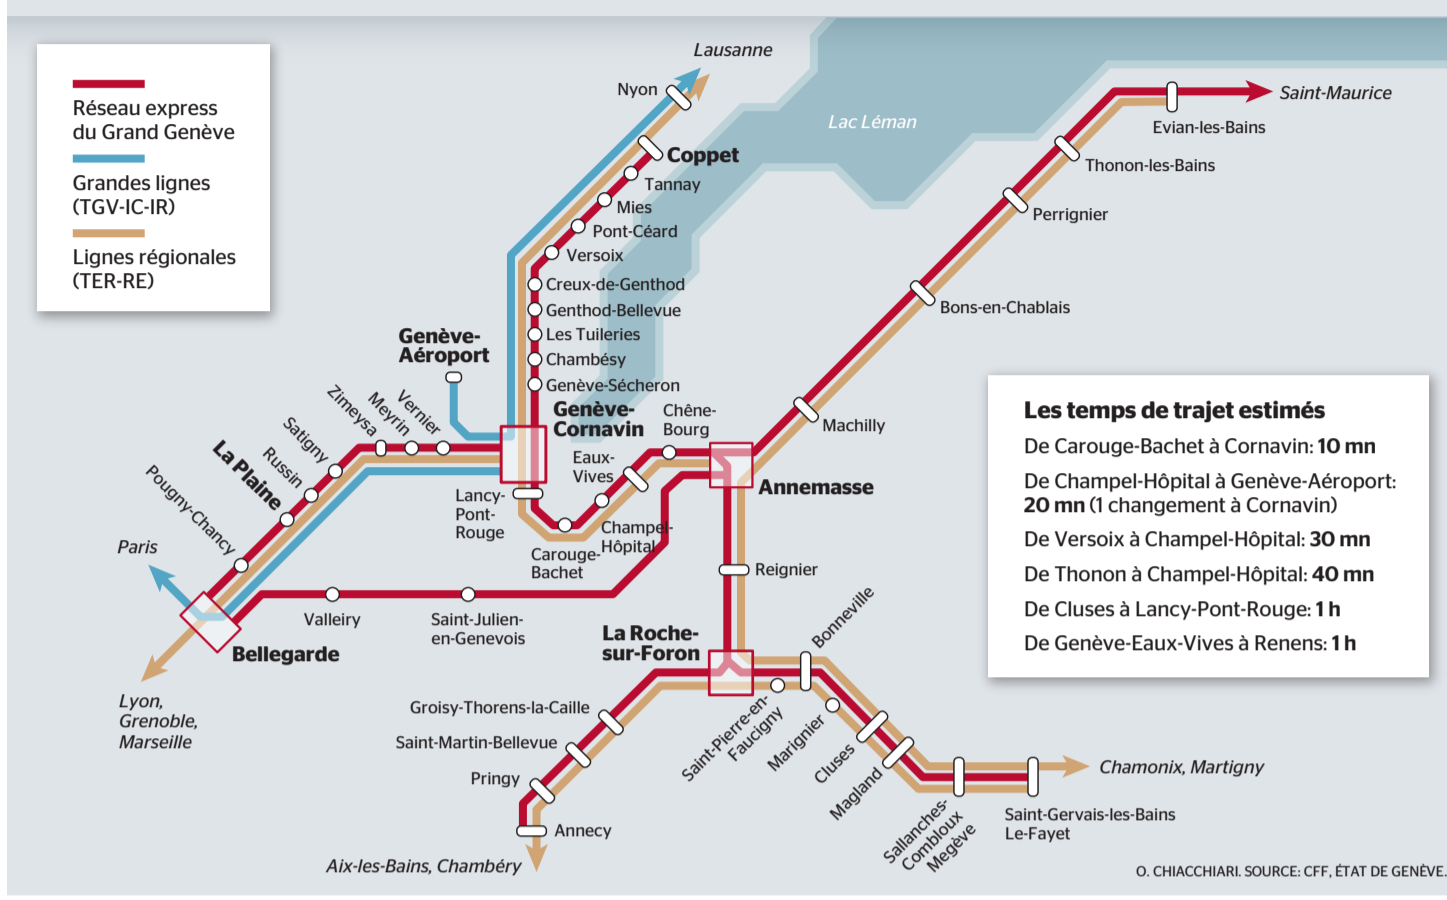 Réseau express
du Grand Genève
Grandes lignes
(TGV-IC-IR)
Lignes régionales
(TER-RE)
Lausanne
Nyon
Coppet
Tannay
Mies
Pont-Céard
Versoix
Creux-de-Genthod
Genthod-Bellevue
Les Tuileries
Chambésy
Genève-Sécheron
Lac Léman
Saint-Maurice
Evian-les-Bains
Thonon-les-Bains
Perrignier
Bons-en-Chablais
Machilly
Genève-
Aéroport
Genève-
Cornavin
Chêne-
Bourg
Eaux-
Vives
Annemasse
Zimeysa
Meyrin
Vernier
Satigny
Russin
La Plaine
Pougny-Chancy
Lancy-
Pont-
Rouge
Carouge-
Bachet
Champel-
Hôpital
Paris
Bellegarde
Lyon,
Grenoble,
Marseille
Valleiry
Saint-Julien-
en-Genevois
Reignier
La Roche-
sur-Foron
Bonneville
Saint-Pierre-en-
Faucigny
Marignier
Cluses
Magland
Sallanches-
Combloux
Megève
Saint-Gervais-les-Bains
Le-Fayet
Chamonix, Martigny
Groisy-Thorens-la-Caille
Saint-Martin-Bellevue
Pringy
Annecy
Aix-les-Bains, Chambéry
Les temps de trajet estimés
De Carouge-Bachet à Cornavin: 10 mn
De Champel-Hôpital à Genève-Aéroport:
20 mn (1 changement à Cornavin)
De Versoix à Champel-Hôpital: 30 mn
De Thonon à Champel-Hôpital: 40 mn
De Cluses à Lancy-Pont-Rouge: 1 h
De Genève-Eaux-Vives à Renens: 1 h
O. CHIACCHIARI. SOURCE: CFF, ÉTAT DE GENÈVE.